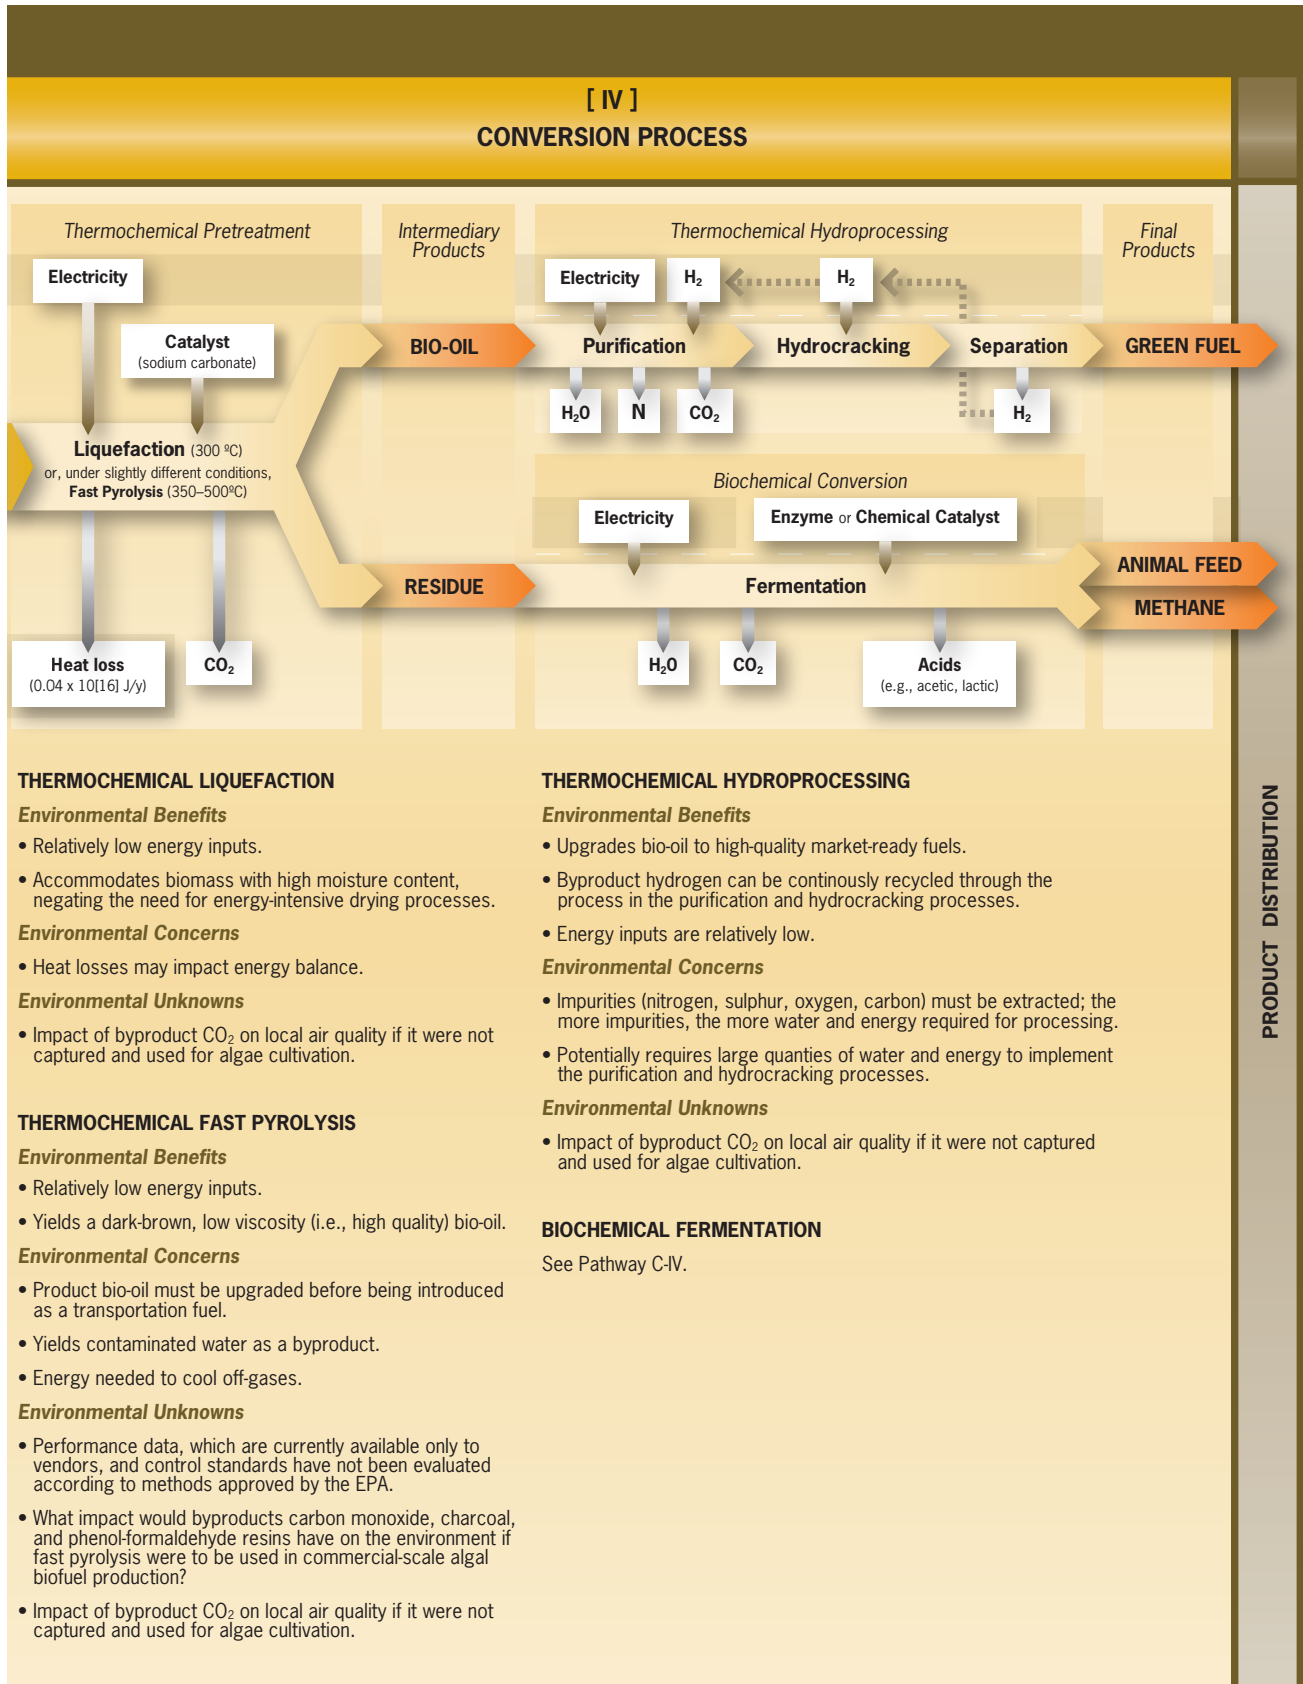 [ IV ]
CONVERSION PROCESS
Thermochemical Pretreatment
Intermediary
Products
Thermochemical Hydroprocessing
Final
Products
Electricity
Catalyst
(sodium carbonate)
Electricity
H₂
H₂
BIO-OIL
Purification
Hydrocracking
Separation
GREEN FUEL
H₂O
N
CO₂
H₂
Liquefaction (300 ºC)
or, under slightly different conditions,
Fast Pyrolysis (350–500ºC)
Biochemical Conversion
Electricity
Enzyme or Chemical Catalyst
RESIDUE
Fermentation
ANIMAL FEED
METHANE
Heat loss
(0.04 x 10[16] J/y)
CO₂
H₂O
CO₂
Acids
(e.g., acetic, lactic)
THERMOCHEMICAL LIQUEFACTION
Environmental Benefits
• Relatively low energy inputs.
• Accommodates biomass with high moisture content,
negating the need for energy-intensive drying processes.
Environmental Concerns
• Heat losses may impact energy balance.
Environmental Unknowns
• Impact of byproduct CO₂ on local air quality if it were not
captured and used for algae cultivation.
THERMOCHEMICAL FAST PYROLYSIS
Environmental Benefits
• Relatively low energy inputs.
• Yields a dark-brown, low viscosity (i.e., high quality) bio-oil.
Environmental Concerns
• Product bio-oil must be upgraded before being introduced
as a transportation fuel.
• Yields contaminated water as a byproduct.
• Energy needed to cool off-gases.
Environmental Unknowns
• Performance data, which are currently available only to
vendors, and control standards have not been evaluated
according to methods approved by the EPA.
• What impact would byproducts carbon monoxide, charcoal,
and phenol-formaldehyde resins have on the environment if
fast pyrolysis were to be used in commercial-scale algal
biofuel production?
• Impact of byproduct CO₂ on local air quality if it were not
captured and used for algae cultivation.
THERMOCHEMICAL HYDROPROCESSING
Environmental Benefits
• Upgrades bio-oil to high-quality market-ready fuels.
• Byproduct hydrogen can be continously recycled through the
process in the purification and hydrocracking processes.
• Energy inputs are relatively low.
Environmental Concerns
• Impurities (nitrogen, sulphur, oxygen, carbon) must be extracted; the
more impurities, the more water and energy required for processing.
• Potentially requires large quanties of water and energy to implement
the purification and hydrocracking processes.
Environmental Unknowns
• Impact of byproduct CO₂ on local air quality if it were not captured
and used for algae cultivation.
BIOCHEMICAL FERMENTATION
See Pathway C-IV.
PRODUCT DISTRIBUTION